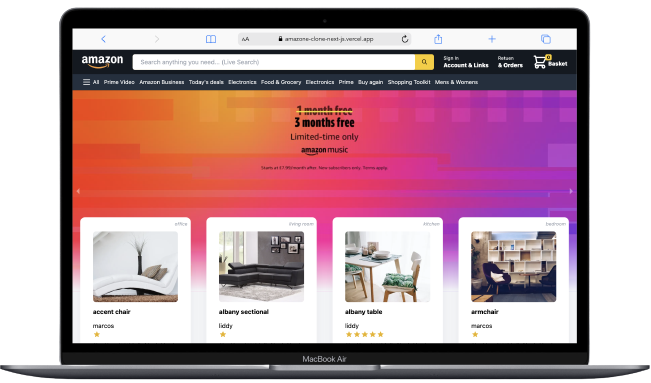 AA amazone-clone-next-js.vercel.app
amazon Search anything you need... (Live Search) Sign In Account & Links Retuen & Orders 0 Basket
All Prime Video Amazon Business Today's deals Electronics Food & Grocery Electronics Prime Buy again Shopping Toolkit Mens & Womens
1 month free
3 months free
Limited-time only
amazon music
Starts at $7.99/month after. New subscribers only. Terms apply.
office living room kitchen bedroom
accent chair albany sectional albany table armchair
marcos liddy liddy marcos
MacBook Air